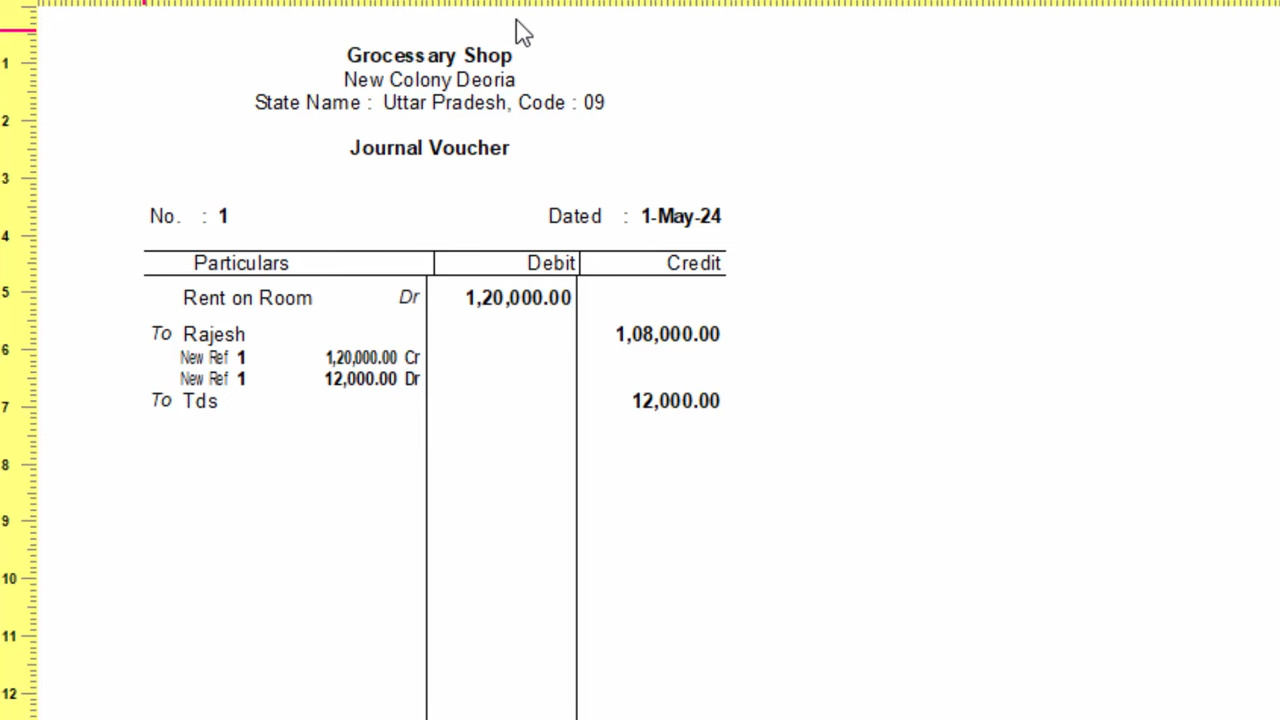 Grocessary Shop
New Colony Deoria
State Name : Uttar Pradesh, Code : 09
Journal Voucher
No. : 1 Dated : 1-May-24
Particulars Debit Credit
Rent on Room Dr 1,20,000.00
To Rajesh 1,08,000.00
New Ref 1 1,20,000.00 Cr
New Ref 1 12,000.00 Dr
To Tds 12,000.00
1
2
3
4
5
6
7
8
9
10
11
12